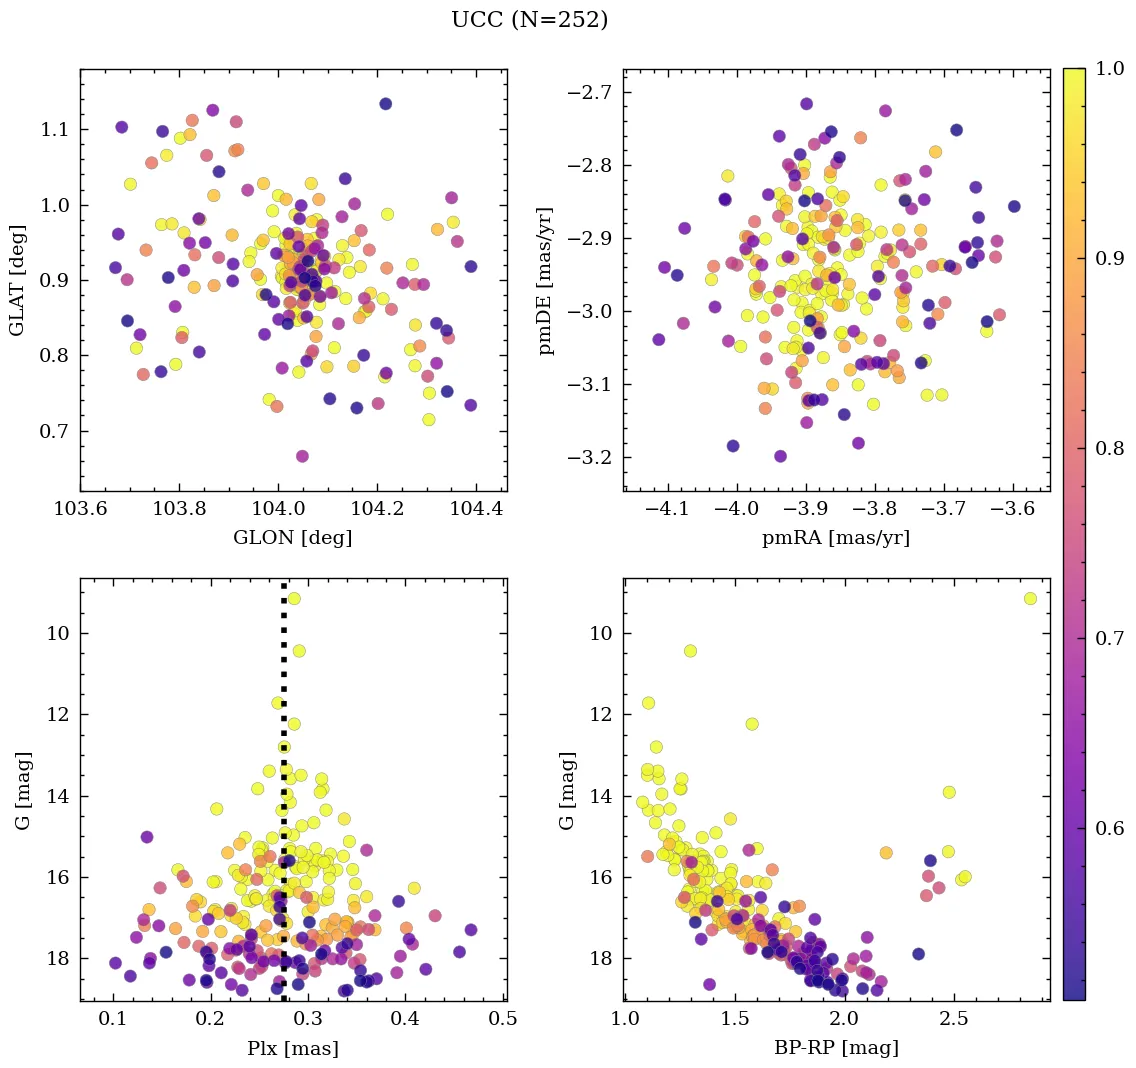 UCC (N=252)
1.1
1.0
0.9
0.8
0.7
GLAT [deg]
103.6 103.8 104.0 104.2 104.4
GLON [deg]
−2.7
−2.8
−2.9
−3.0
−3.1
−3.2
pmDE [mas/yr]
−4.1 −4.0 −3.9 −3.8 −3.7 −3.6
pmRA [mas/yr]
1.0
0.9
0.8
0.7
0.6
10
12
14
16
18
G [mag]
0.1 0.2 0.3 0.4 0.5
Plx [mas]
10
12
14
16
18
G [mag]
1.0 1.5 2.0 2.5
BP-RP [mag]